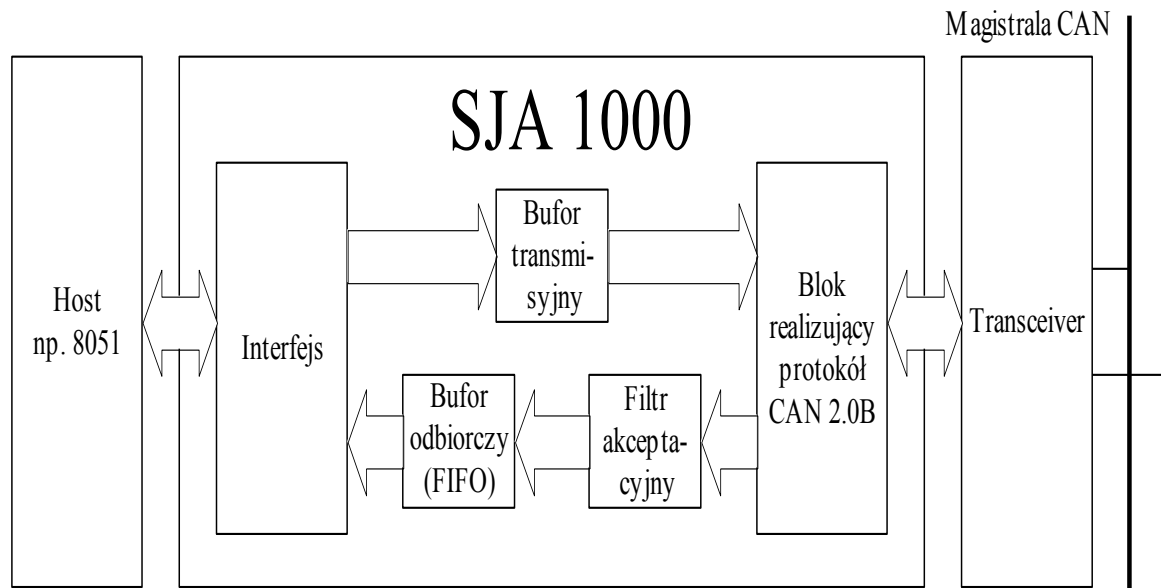 Magistrala CAN
SJA 1000
Host
np. 8051
Interfejs
Bufor
transmi-
syjny
Bufor
odbiorczy
(FIFO)
Filtr
akcepta-
cyjny
Blok
realizujący
protokół
CAN 2.0B
Transceiver